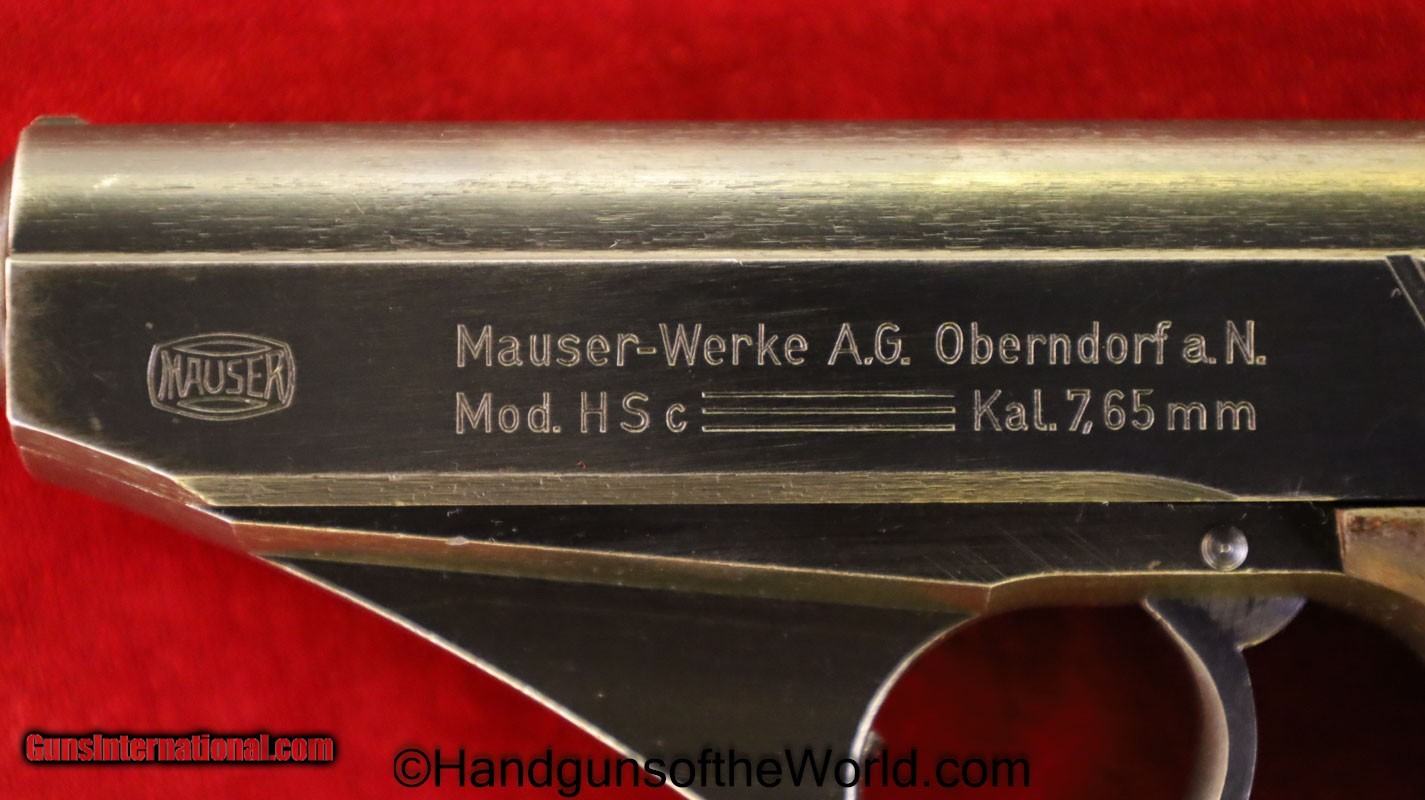 MAUSER
Mauser-Werke A.G. Oberndorf a.N.
Mod. HSc Kal. 7,65 mm
GunsInternational.com
©HandgunsoftheWorld.com